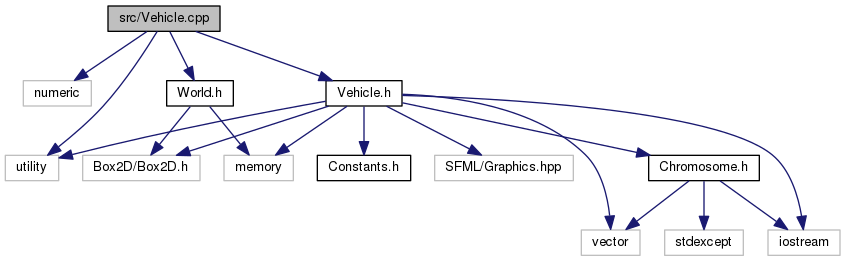 src/Vehicle.cpp
numeric
World.h
Vehicle.h
utility
Box2D/Box2D.h
memory
Constants.h
SFML/Graphics.hpp
Chromosome.h
vector
stdexcept
iostream